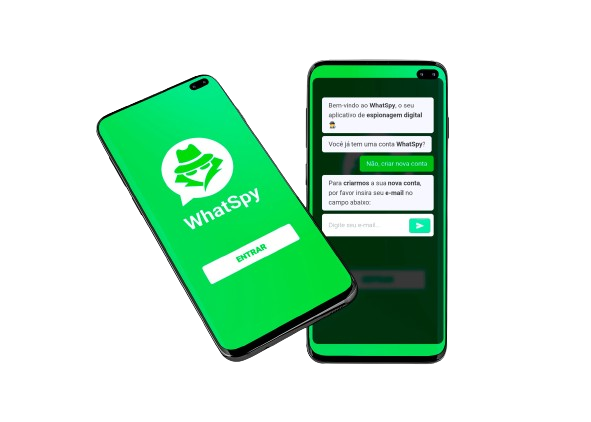 WhatSpy
ENTRAR
Bem-vindo ao WhatSpy, o seu
aplicativo de espionagem digital
Você já tem uma conta WhatSpy?
Não, criar nova conta
Para criarmos a sua nova conta,
por favor insira seu e-mail no
campo abaixo:
Digite seu e-mail...